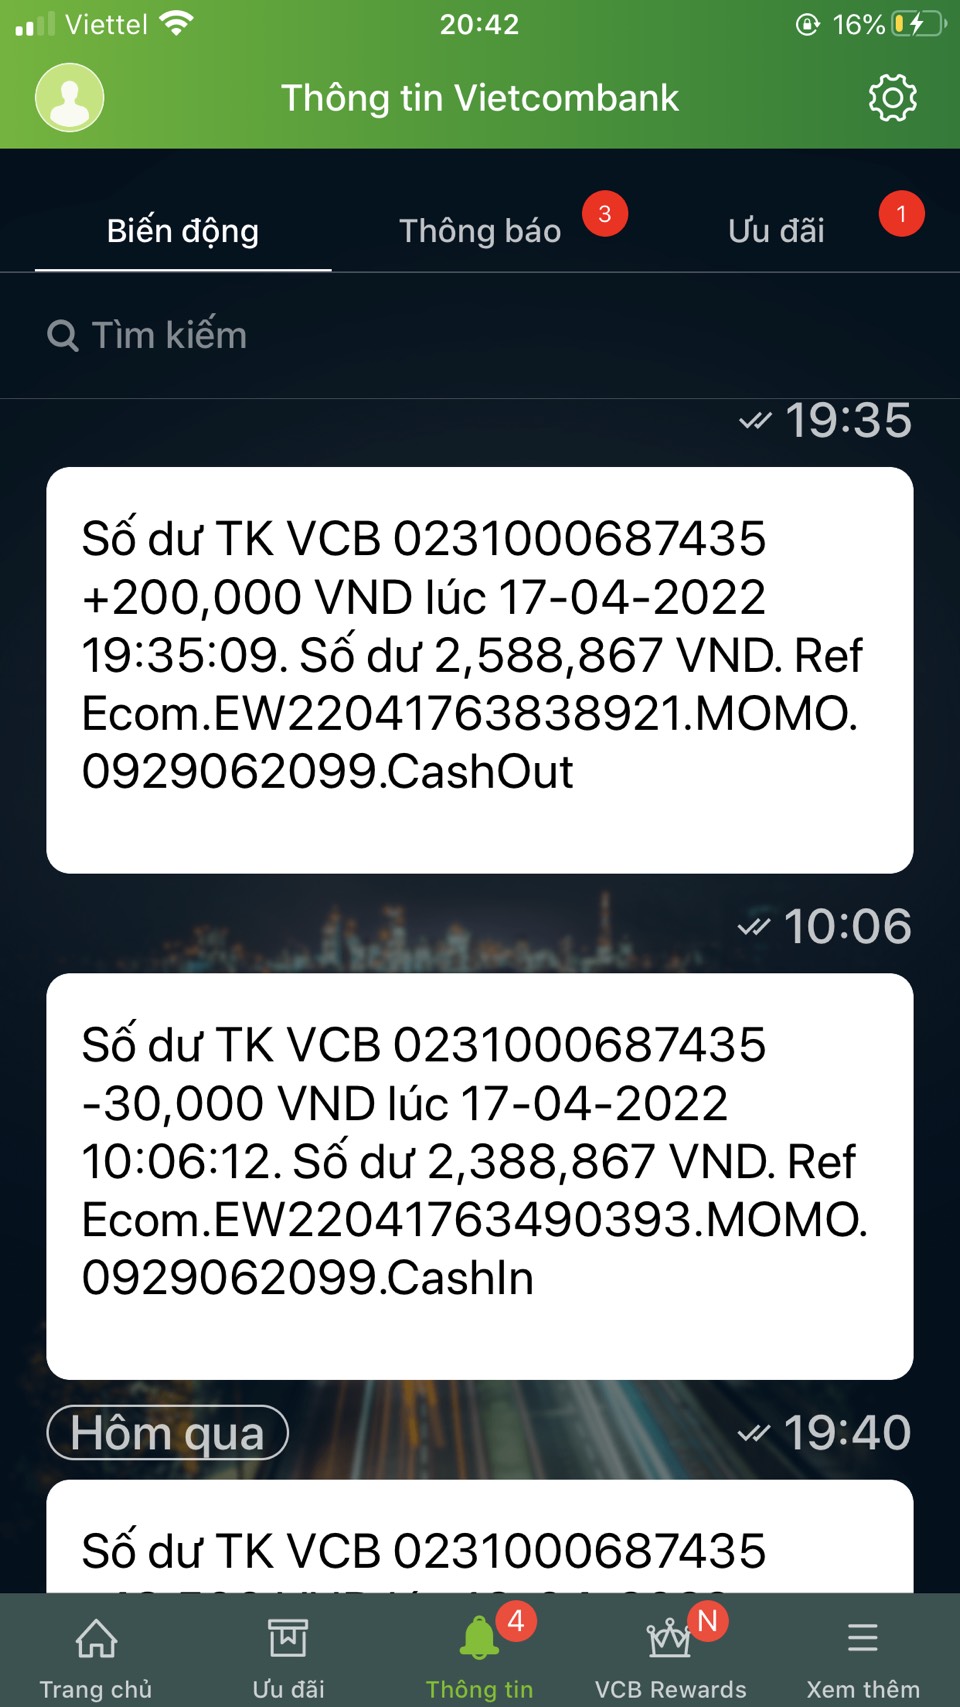 Viettel 20:42 16%
Thông tin Vietcombank
Biến động Thông báo 3 Ưu đãi 1
Tìm kiếm
19:35
Số dư TK VCB 0231000687435
+200,000 VND lúc 17-04-2022
19:35:09. Số dư 2,588,867 VND. Ref
Ecom.EW22041763838921.MOMO.
0929062099.CashOut
10:06
Số dư TK VCB 0231000687435
-30,000 VND lúc 17-04-2022
10:06:12. Số dư 2,388,867 VND. Ref
Ecom.EW22041763490393.MOMO.
0929062099.CashIn
Hôm qua 19:40
Số dư TK VCB 0231000687435
4 N
Trang chủ Ưu đãi Thông tin VCB Rewards Xem thêm